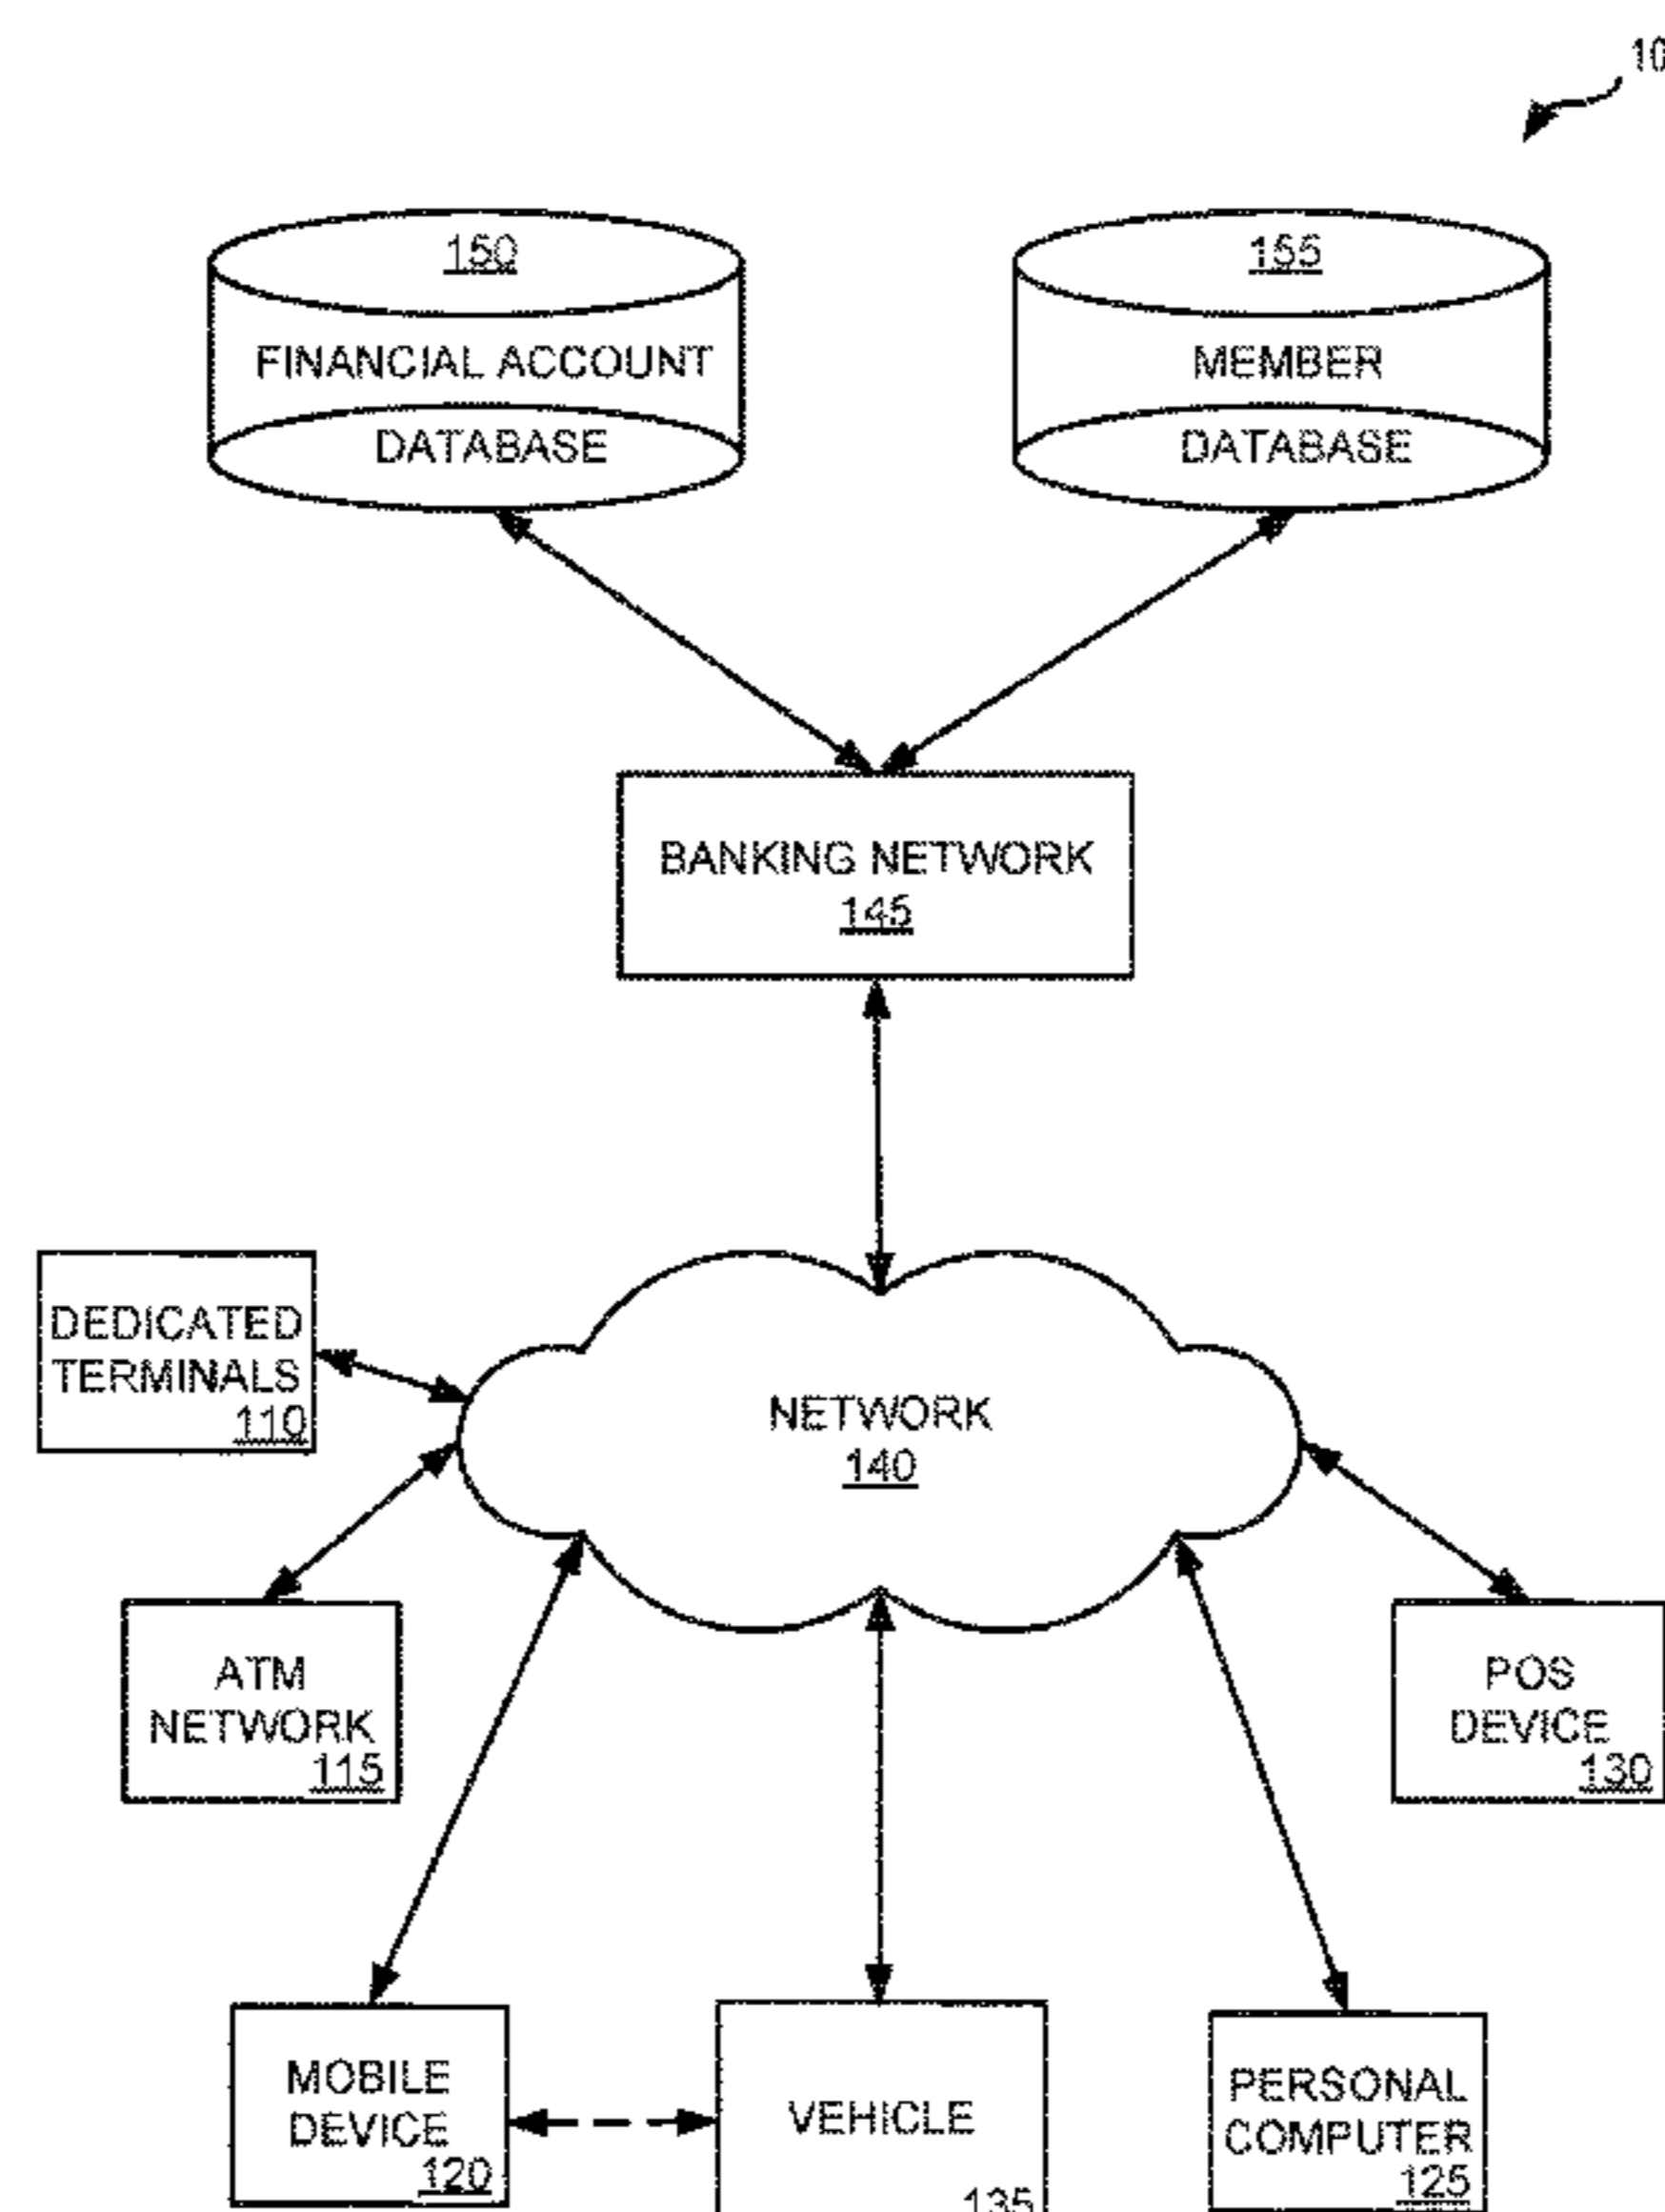 10
150
FINANCIAL ACCOUNT
DATABASE
155
MEMBER
DATABASE
BANKING NETWORK
145
DEDICATED
TERMINALS
110
NETWORK
140
ATM
NETWORK
115
POS
DEVICE
130
MOBILE
DEVICE
120
VEHICLE
135
PERSONAL
COMPUTER
125